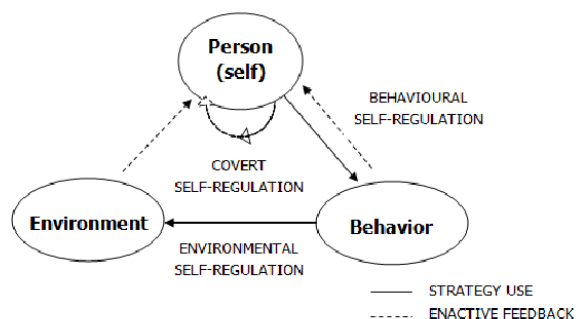 Person
(self)
BEHAVIOURAL
SELF-REGULATION
COVERT
SELF-REGULATION
Environment
Behavior
ENVIRONMENTAL
SELF-REGULATION
STRATEGY USE
ENACTIVE FEEDBACK